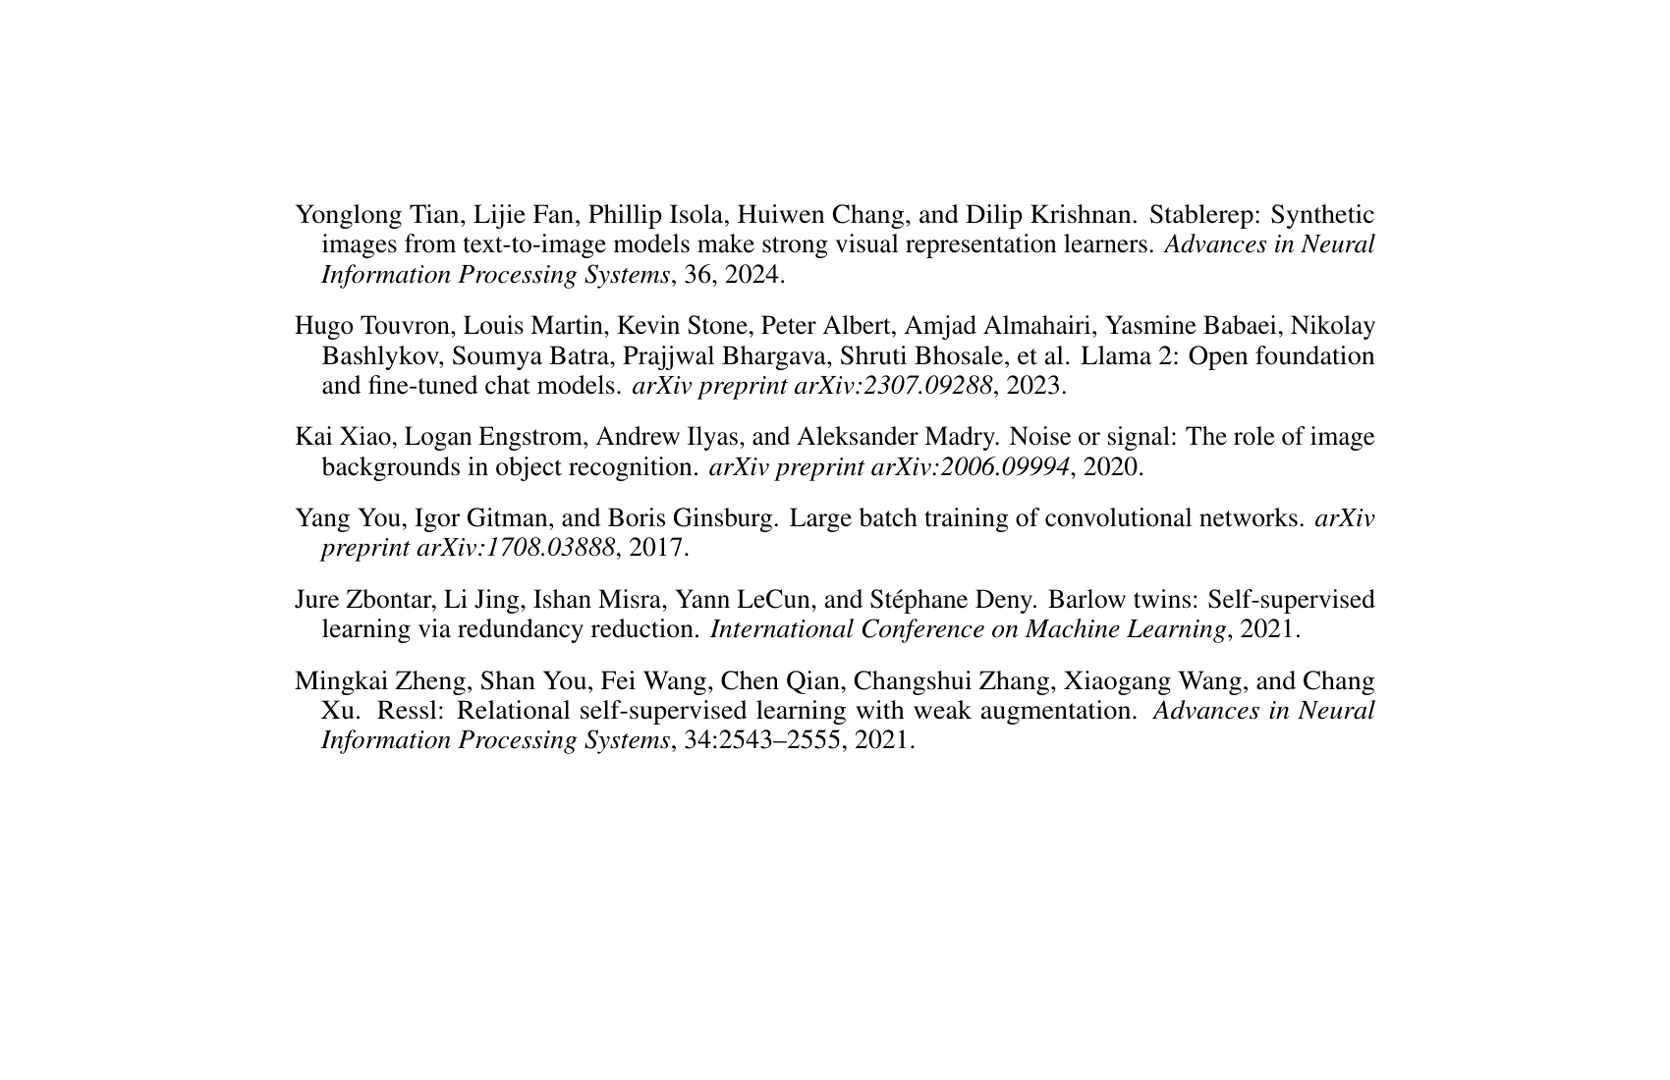 Yonglong Tian, Lijie Fan, Phillip Isola, Huiwen Chang, and Dilip Krishnan. Stablerep: Synthetic
images from text-to-image models make strong visual representation learners. Advances in Neural
Information Processing Systems, 36, 2024.
Hugo Touvron, Louis Martin, Kevin Stone, Peter Albert, Amjad Almahairi, Yasmine Babaei, Nikolay
Bashlykov, Soumya Batra, Prajjwal Bhargava, Shruti Bhosale, et al. Llama 2: Open foundation
and fine-tuned chat models. arXiv preprint arXiv:2307.09288, 2023.
Kai Xiao, Logan Engstrom, Andrew Ilyas, and Aleksander Madry. Noise or signal: The role of image
backgrounds in object recognition. arXiv preprint arXiv:2006.09994, 2020.
Yang You, Igor Gitman, and Boris Ginsburg. Large batch training of convolutional networks. arXiv
preprint arXiv:1708.03888, 2017.
Jure Zbontar, Li Jing, Ishan Misra, Yann LeCun, and Stéphane Deny. Barlow twins: Self-supervised
learning via redundancy reduction. International Conference on Machine Learning, 2021.
Mingkai Zheng, Shan You, Fei Wang, Chen Qian, Changshui Zhang, Xiaogang Wang, and Chang
Xu. Ressl: Relational self-supervised learning with weak augmentation. Advances in Neural
Information Processing Systems, 34:2543–2555, 2021.